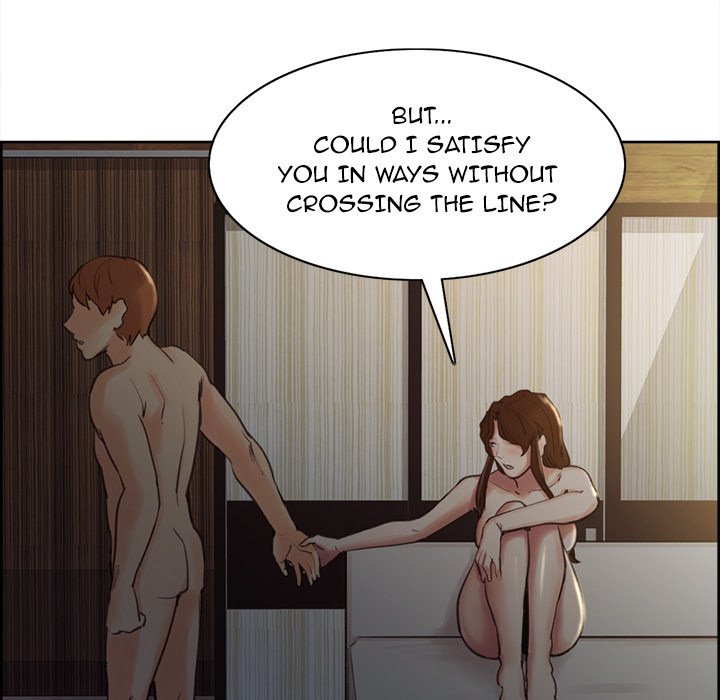 BUT...
COULD I SATISFY
YOU IN WAYS WITHOUT
CROSSING THE LINE?